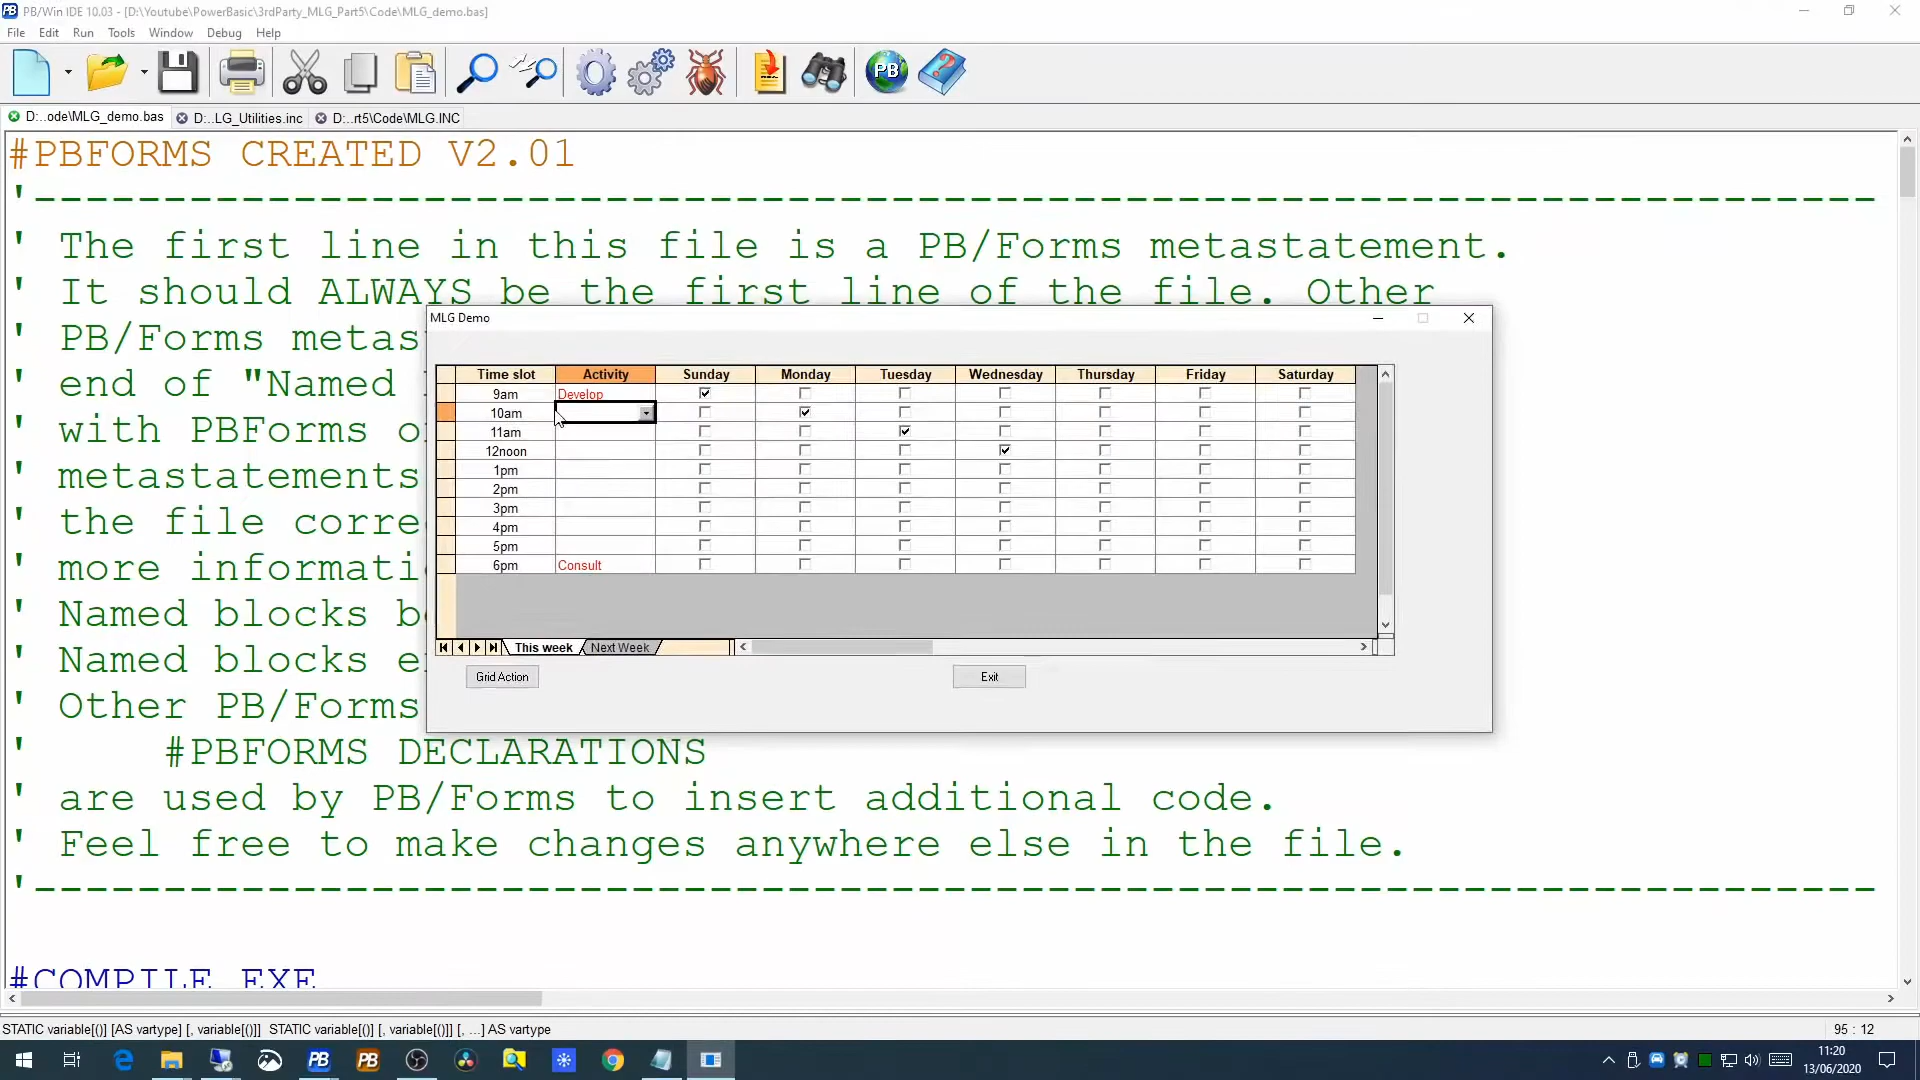 PB/Win IDE 10.03 - [D:\Youtube\PowerBasic\3rdParty_MLG_Part5\Code\MLG_demo.bas]
File Edit Run Tools Window Debug Help
PB
D:..ode\MLG_demo.bas D:..LG_Utilities.inc D:..rt5\Code\MLG.INC
#PBFORMS CREATED V2.01
'------------------------------------------------------------------------
' The first line in this file is a PB/Forms metastatement.
' It should ALWAYS be the first line of the file. Other
' PB/Forms metas
' end of "Named
' with PBForms o
' metastatements
' the file corre
' more informati
' Named blocks b
' Named blocks e
' Other PB/Forms
' #PBFORMS DECLARATIONS
' are used by PB/Forms to insert additional code.
' Feel free to make changes anywhere else in the file.
'------------------------------------------------------------------------
#COMPILE EXE
MLG Demo
Time slot Activity Sunday Monday Tuesday Wednesday Thursday Friday Saturday
9am Develop
10am
11am
12noon
1pm
2pm
3pm
4pm
5pm
6pm Consult
This week Next Week
Grid Action Exit
STATIC variable[()] [AS vartype] [, variable[()]] STATIC variable[()] [, variable[()]] [, ...] AS vartype 95 : 12
PB PB
11:20
13/06/2020